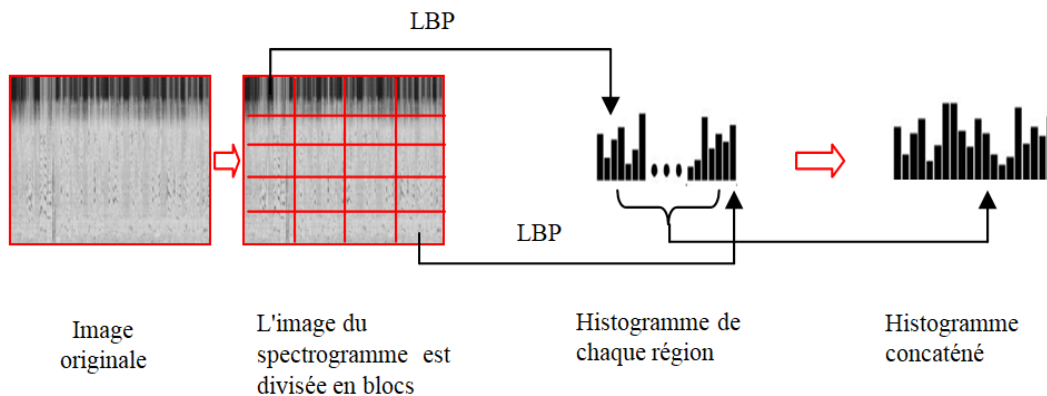 LBP
LBP
Image
originale
L'image du
spectrogramme est
divisée en blocs
Histogramme de
chaque région
Histogramme
concaténé